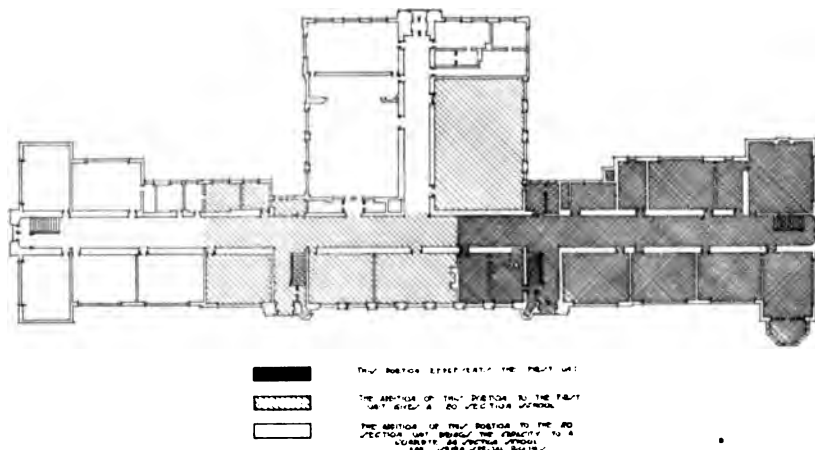 THIS PORTION REPRESENTS THE FIRST UNIT
THE ADDITION OF THIS PORTION TO THE FIRST
UNIT GIVES A 20 SECTION SCHOOL
THE ADDITION OF THIS PORTION TO THE 20
SECTION UNIT BRINGS THE CAPACITY TO A
COMPLETE SECTION SCHOOL
SPECIAL